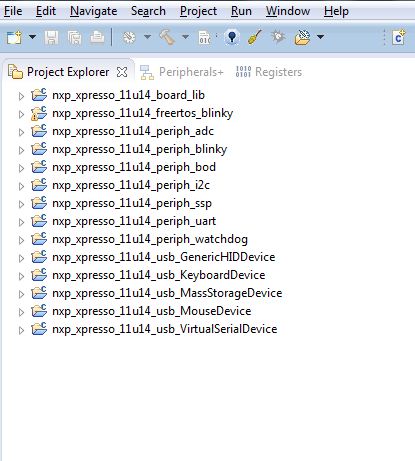 File Edit Navigate Search Project Run Window Help
Project Explorer Peripherals+ Registers
nxp_xpresso_11u14_board_lib
nxp_xpresso_11u14_freertos_blinky
nxp_xpresso_11u14_periph_adc
nxp_xpresso_11u14_periph_blinky
nxp_xpresso_11u14_periph_bod
nxp_xpresso_11u14_periph_i2c
nxp_xpresso_11u14_periph_ssp
nxp_xpresso_11u14_periph_uart
nxp_xpresso_11u14_periph_watchdog
nxp_xpresso_11u14_usb_GenericHIDDevice
nxp_xpresso_11u14_usb_KeyboardDevice
nxp_xpresso_11u14_usb_MassStorageDevice
nxp_xpresso_11u14_usb_MouseDevice
nxp_xpresso_11u14_usb_VirtualSerialDevice